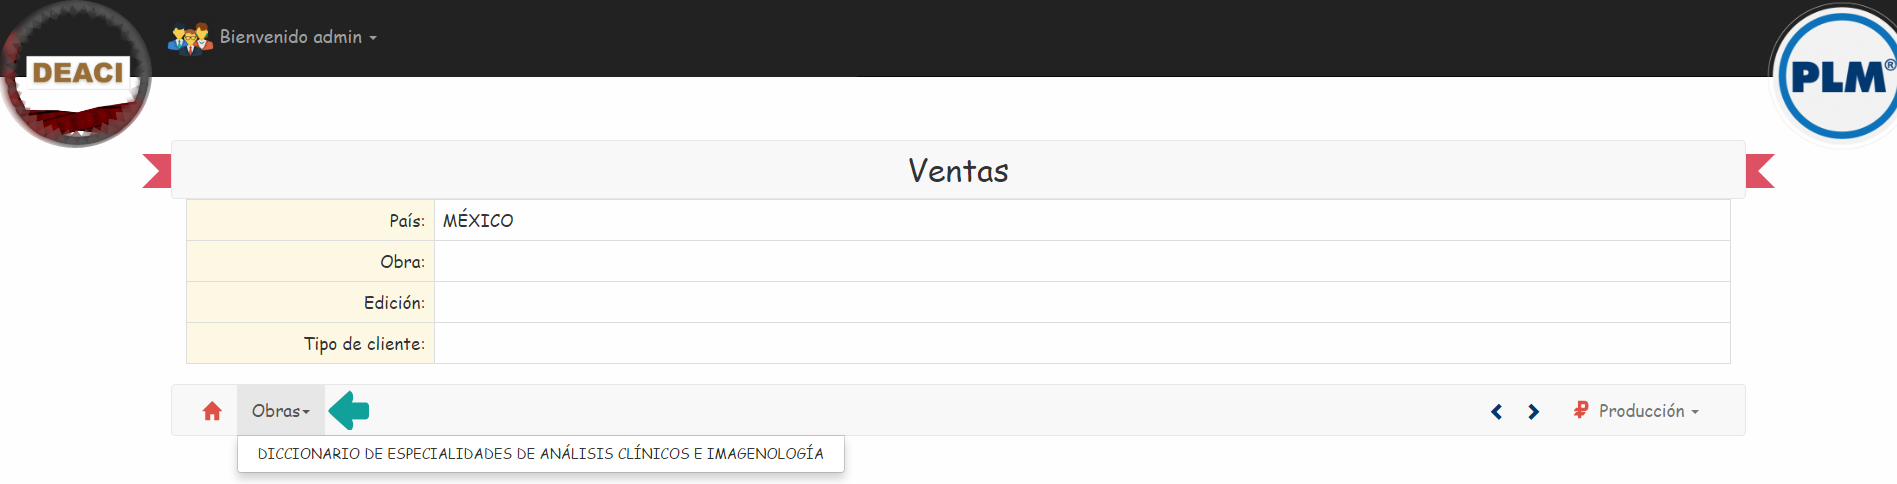 Bienvenido admin
DEACI
PLM®
Ventas
País: MÉXICO
Obra:
Edición:
Tipo de cliente:
Obras
Producción
DICCIONARIO DE ESPECIALIDADES DE ANÁLISIS CLÍNICOS E IMAGENOLOGÍA